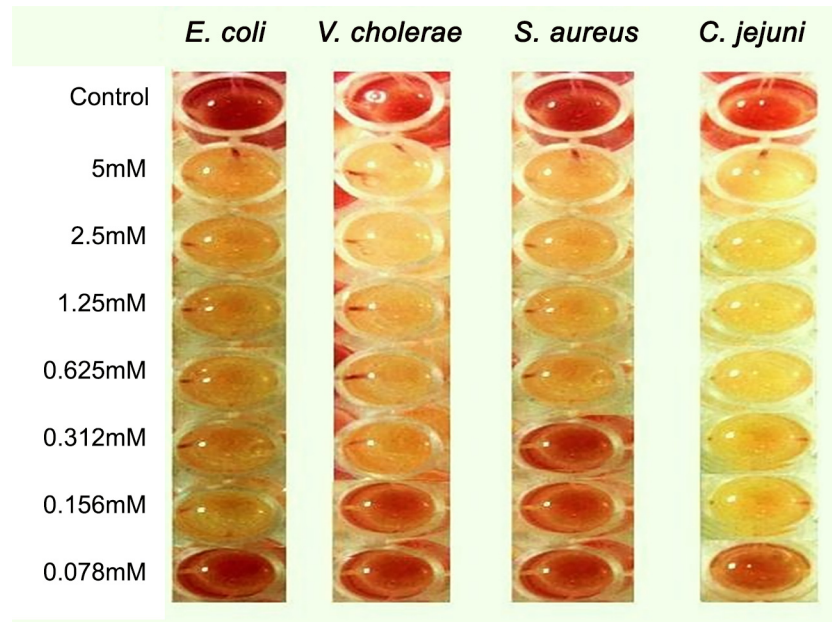 E. coli V. cholerae S. aureus C. jejuni
Control
5mM
2.5mM
1.25mM
0.625mM
0.312mM
0.156mM
0.078mM